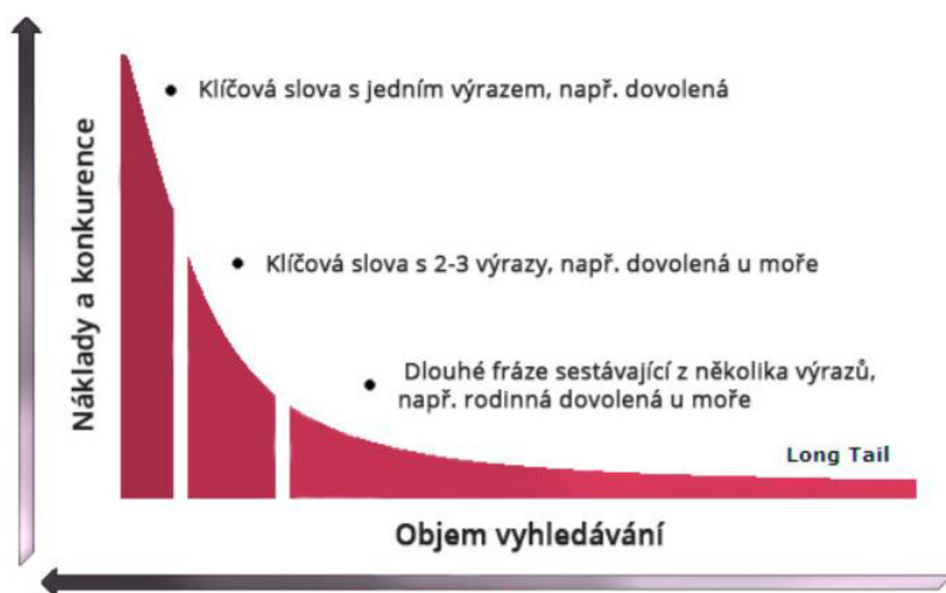 Náklady a konkurence
• Klíčová slova s jedním výrazem, např. dovolená
• Klíčová slova s 2-3 výrazy, např. dovolená u moře
• Dlouhé fráze sestávající z několika výrazů,
např. rodinná dovolená u moře
Long Tail
Objem vyhledávání